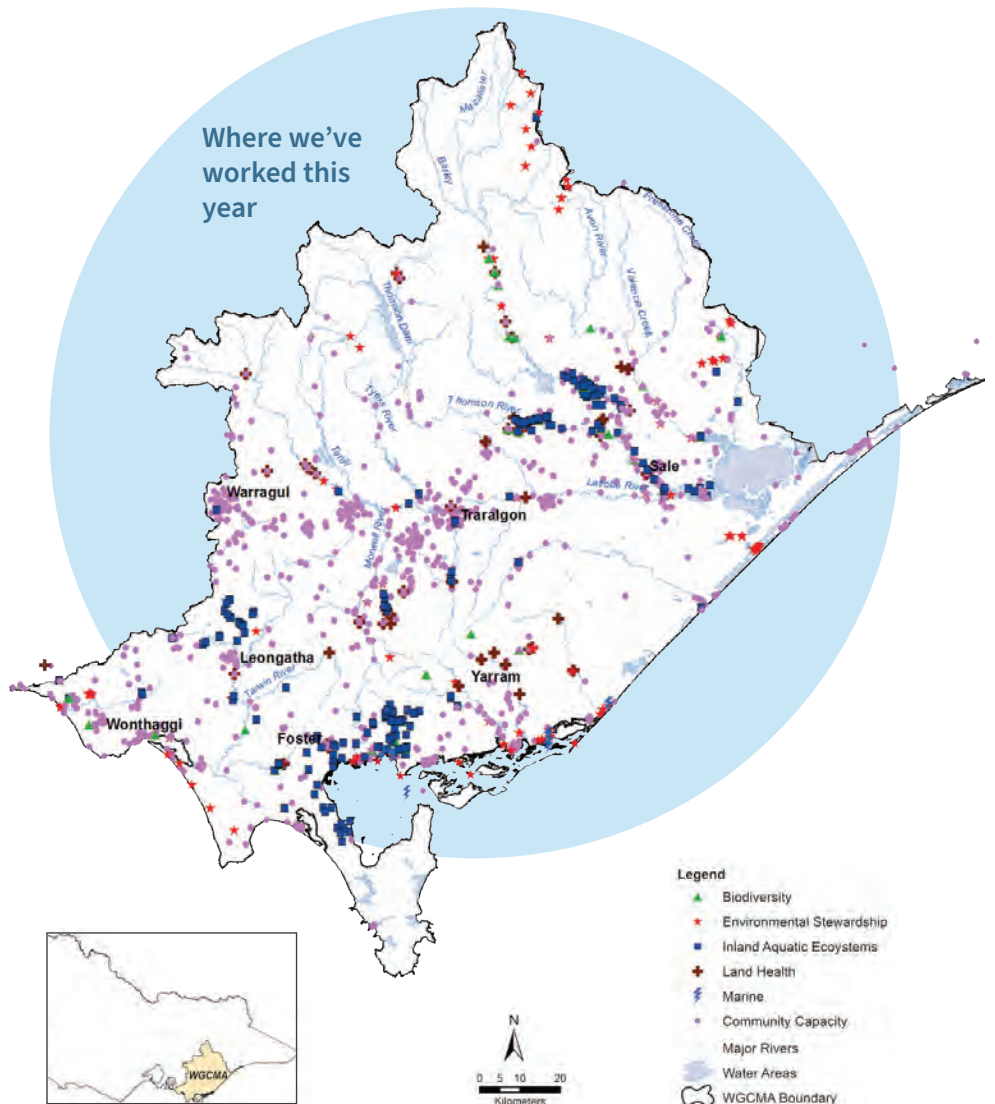 Where we've
worked this
year
Macalister
Barkly
Avon River
Freestone Creek
Valencia Creek
Thomson Dam
Tyers River
Thomson River
Tanjil
Sale
Latrobe River
Warragul
Traralgon
Morwell River
Leongatha
Tarwin River
Yarram
Wonthaggi
Foster
Legend
Biodiversity
Environmental Stewardship
Inland Aquatic Ecoystems
Land Health
Marine
Community Capacity
Major Rivers
Water Areas
WGCMA Boundary
WGCMA
N
0 5 10 20
Kilometers